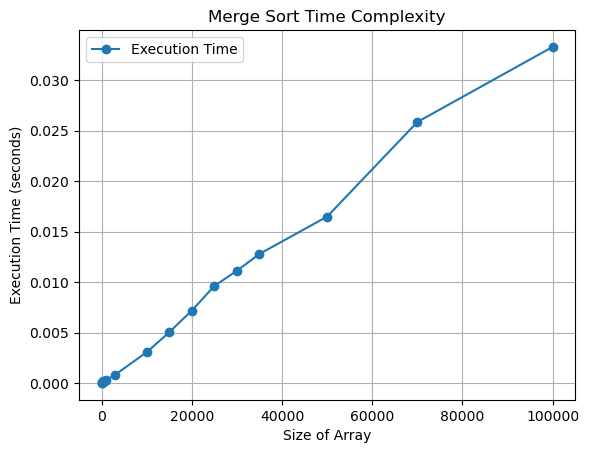 Merge Sort Time Complexity
Execution Time
0.030
0.025
0.020
0.015
0.010
0.005
0.000
Execution Time (seconds)
0 20000 40000 60000 80000 100000
Size of Array